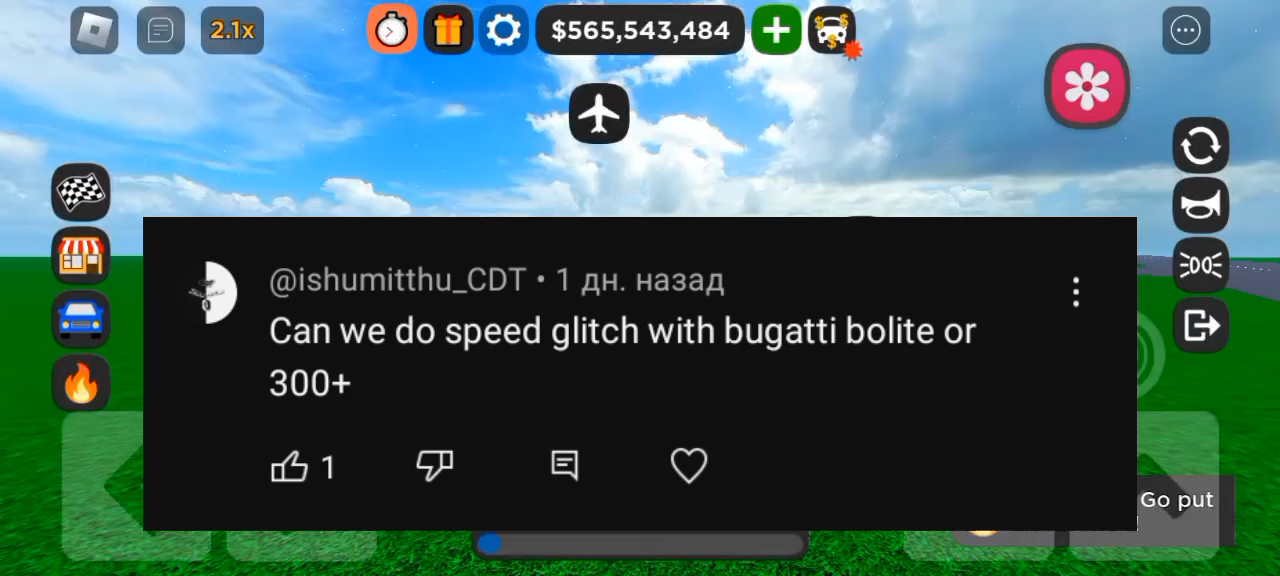 2.1x
$565,543,484
@ishumitthu_CDT • 1 дн. назад
Can we do speed glitch with bugatti bolite or
300+
1
Go put